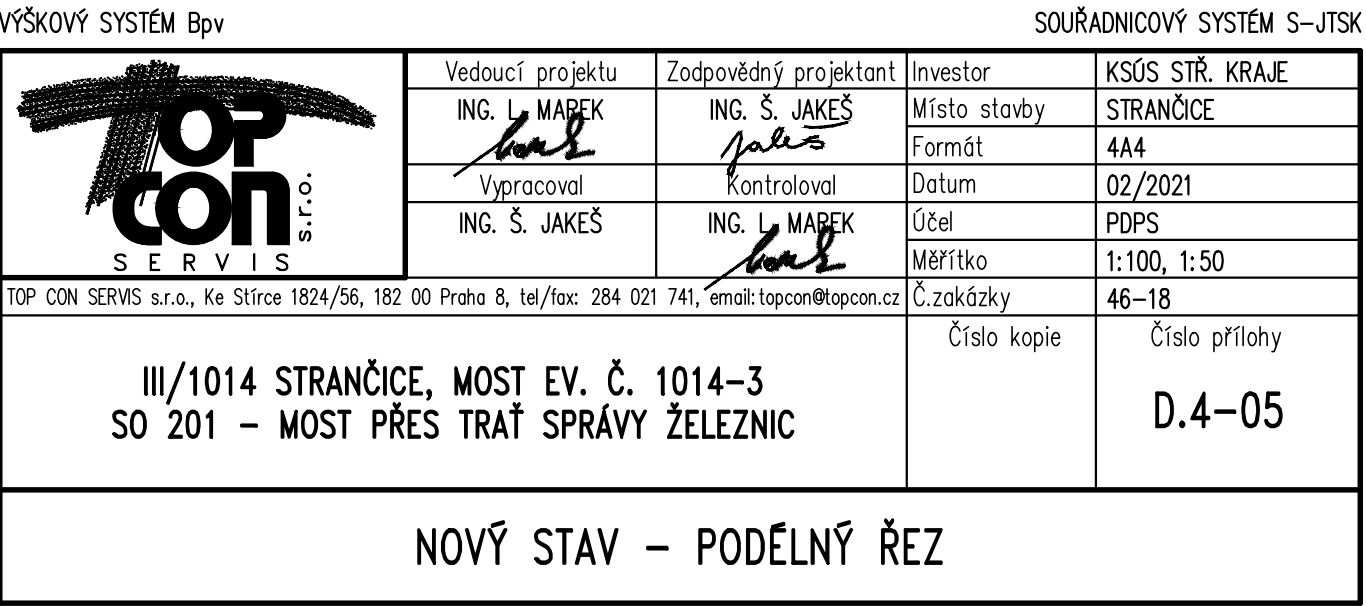 VÝŠKOVÝ SYSTÉM Bpv
SOUŘADNICOVÝ SYSTÉM S-JTSK
TOP
CON
s.r.o.
SERVIS
Vedoucí projektu
Zodpovědný projektant
ING. L. MAREK
ING. Š. JAKEŠ
Jakeš
Vypracoval
Kontroloval
ING. Š. JAKEŠ
ING. L. MAREK
Investor
KSÚS STŘ. KRAJE
Místo stavby
STRANČICE
Formát
4A4
Datum
02/2021
Účel
PDPS
Měřítko
1:100, 1:50
TOP CON SERVIS s.r.o., Ke Stírce 1824/56, 182 00 Praha 8, tel/fax: 284 021 741, email:topcon@topcon.cz
Č.zakázky
46-18
III/1014 STRANČICE, MOST EV. Č. 1014-3
SO 201 - MOST PŘES TRAŤ SPRÁVY ŽELEZNIC
Číslo kopie
Číslo přílohy
D.4-05
NOVÝ STAV - PODÉLNÝ ŘEZ